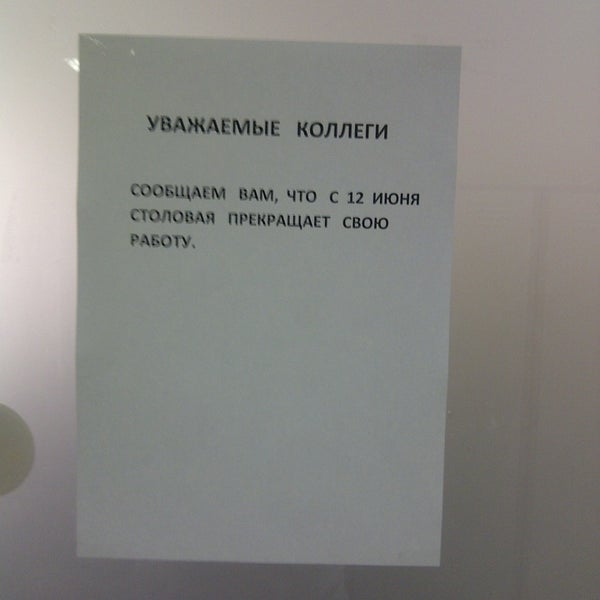 УВАЖАЕМЫЕ КОЛЛЕГИ
СООБЩАЕМ ВАМ, ЧТО С 12 ИЮНЯ
СТОЛОВАЯ ПРЕКРАЩАЕТ СВОЮ
РАБОТУ.